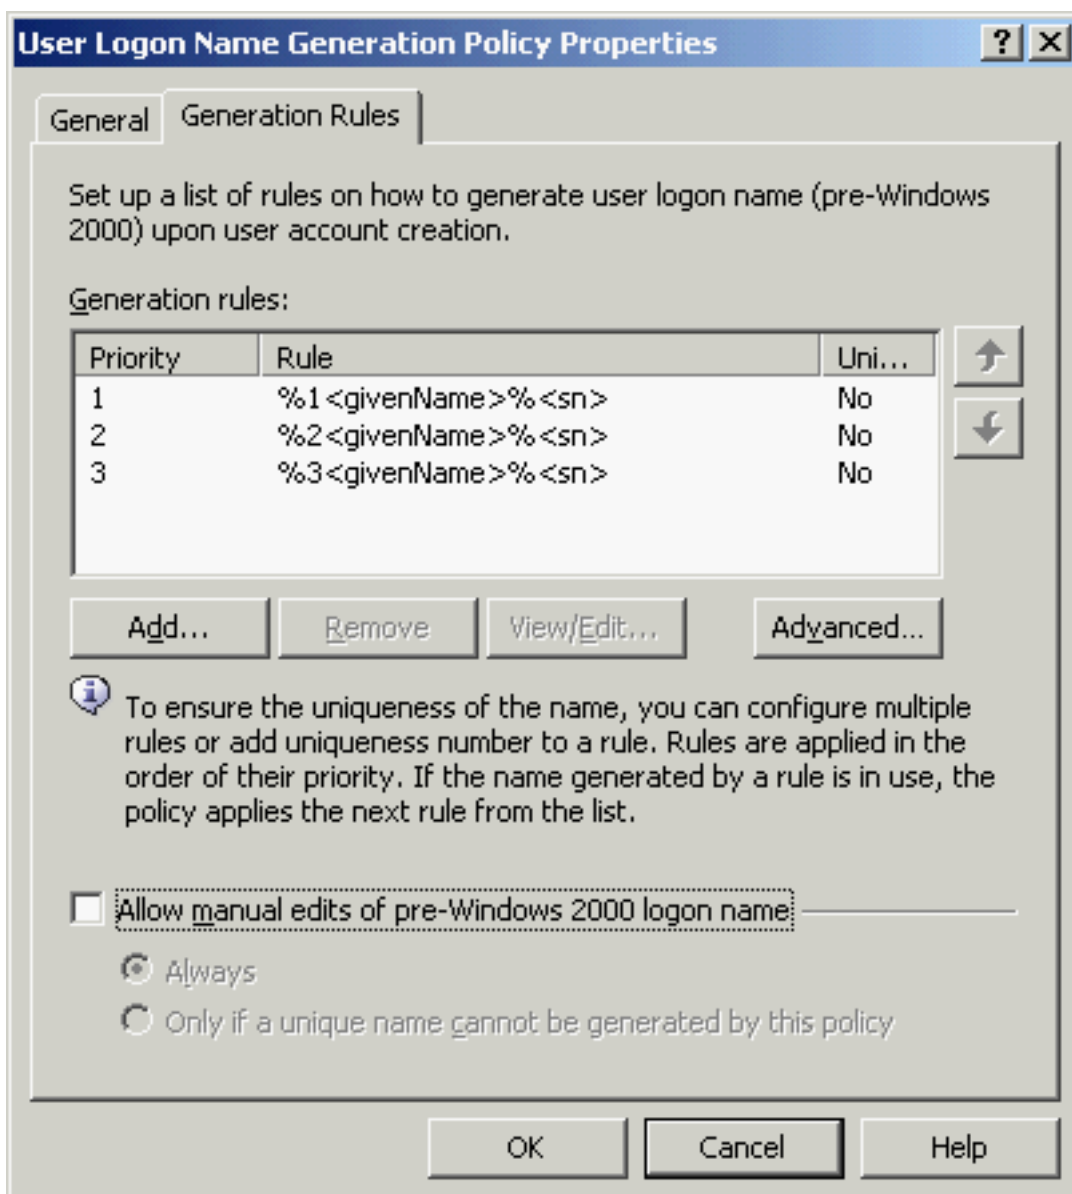 User Logon Name Generation Policy Properties
General
Generation Rules
Set up a list of rules on how to generate user logon name (pre-Windows
2000) upon user account creation.
Generation rules:
Priority Rule Uni...
1 %1<givenName>%<sn> No
2 %2<givenName>%<sn> No
3 %3<givenName>%<sn> No
Add... Remove View/Edit... Advanced...
To ensure the uniqueness of the name, you can configure multiple
rules or add uniqueness number to a rule. Rules are applied in the
order of their priority. If the name generated by a rule is in use, the
policy applies the next rule from the list.
Allow manual edits of pre-Windows 2000 logon name
Always
Only if a unique name cannot be generated by this policy
OK Cancel Help